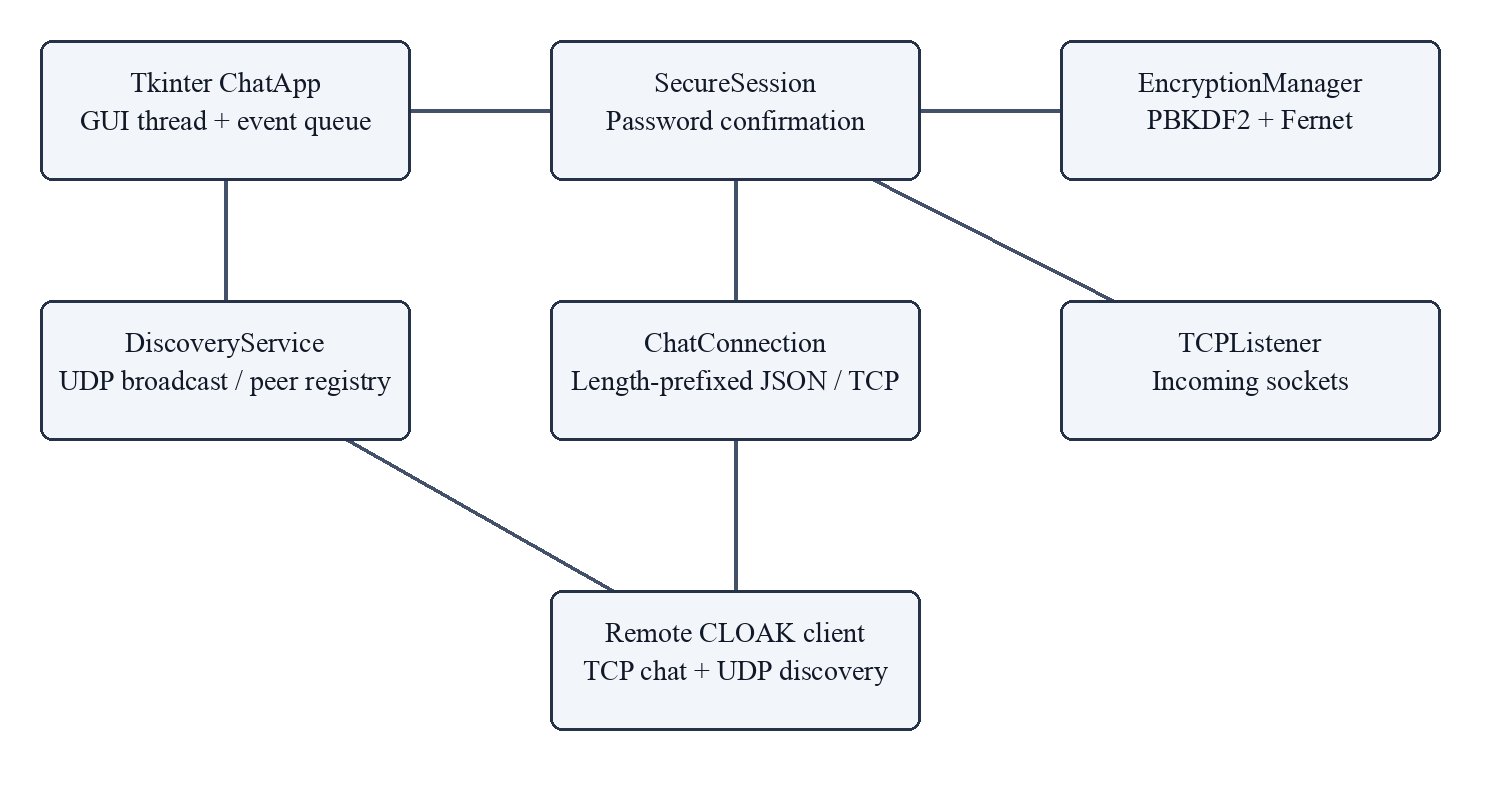 Tkinter ChatApp
GUI thread + event queue
SecureSession
Password confirmation
EncryptionManager
PBKDF2 + Fernet
DiscoveryService
UDP broadcast / peer registry
ChatConnection
Length-prefixed JSON / TCP
TCPListener
Incoming sockets
Remote CLOAK client
TCP chat + UDP discovery